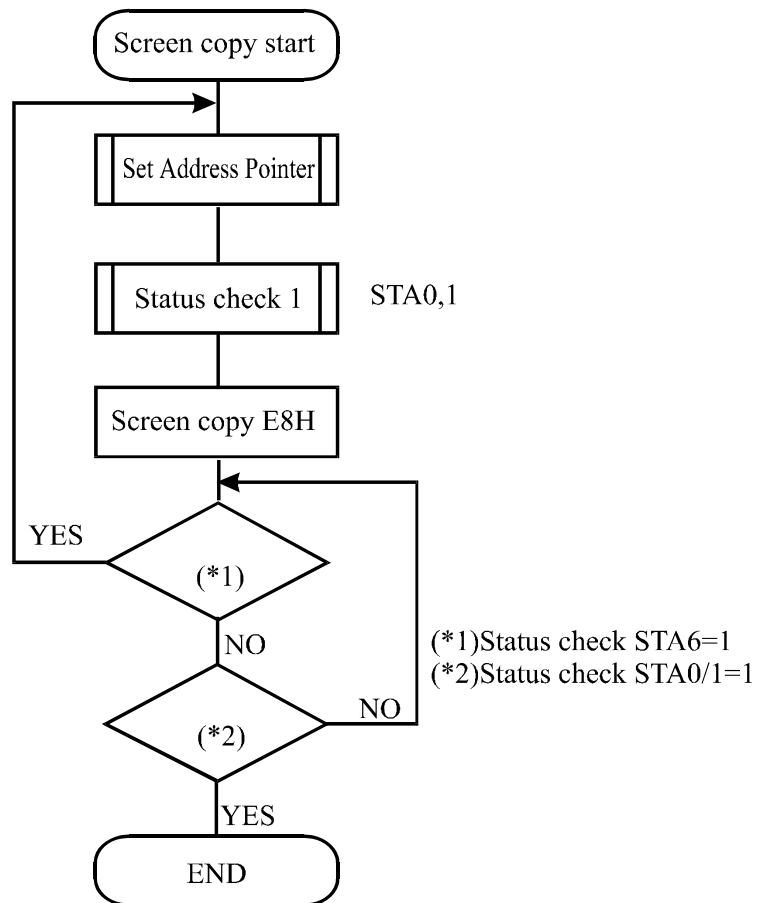 Screen copy start
Set Address Pointer
Status check 1
STA0,1
Screen copy E8H
YES
(*1)
NO
(*1)Status check STA6=1
(*2)Status check STA0/1=1
(*2)
NO
YES
END